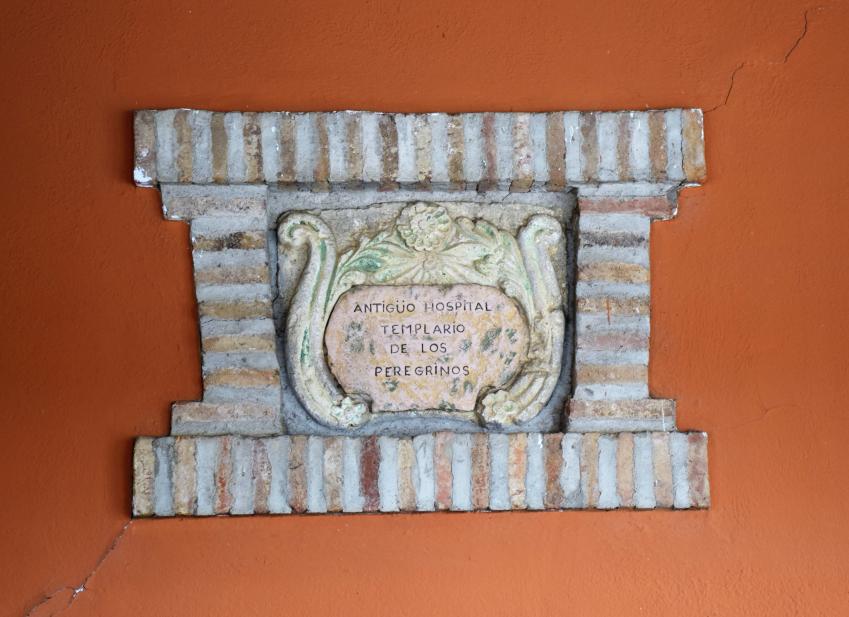 ANTIGÜO HOSPITAL
TEMPLARIO
DE LOS
PEREGRINOS